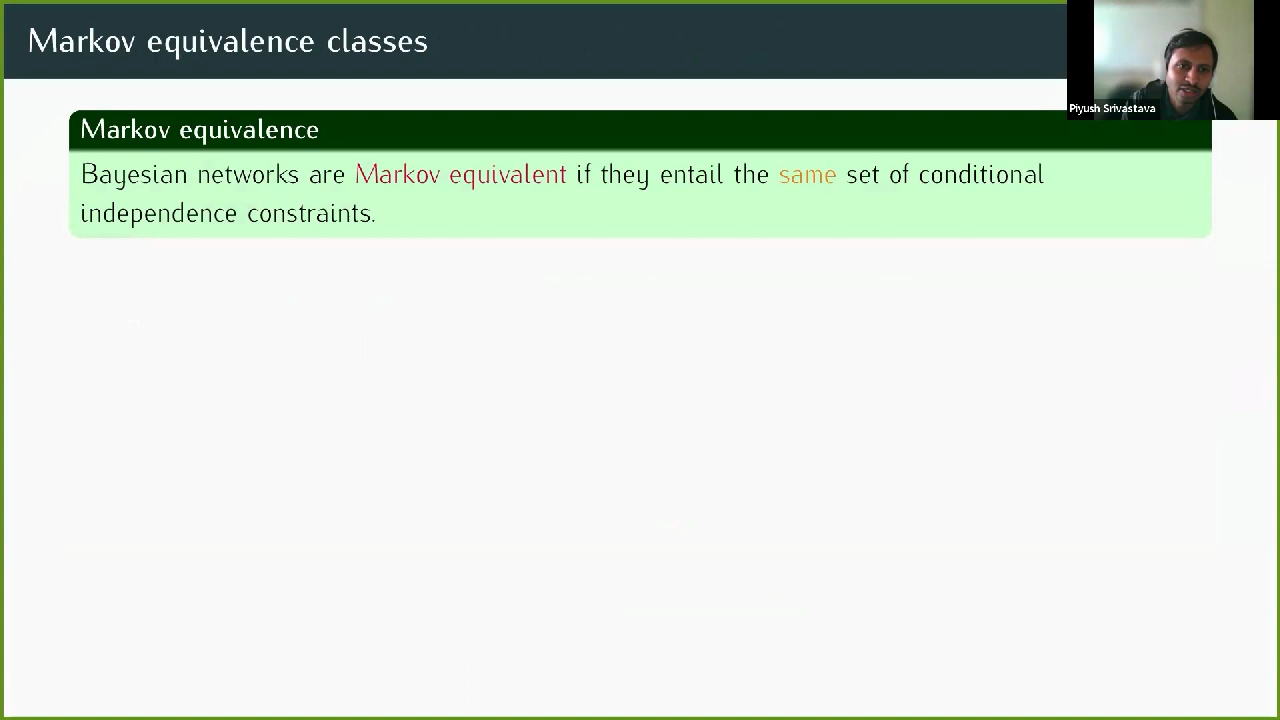 Markov equivalence classes
Piyush Srivastava
Markov equivalence
Bayesian networks are Markov equivalent if they entail the same set of conditional
independence constraints.